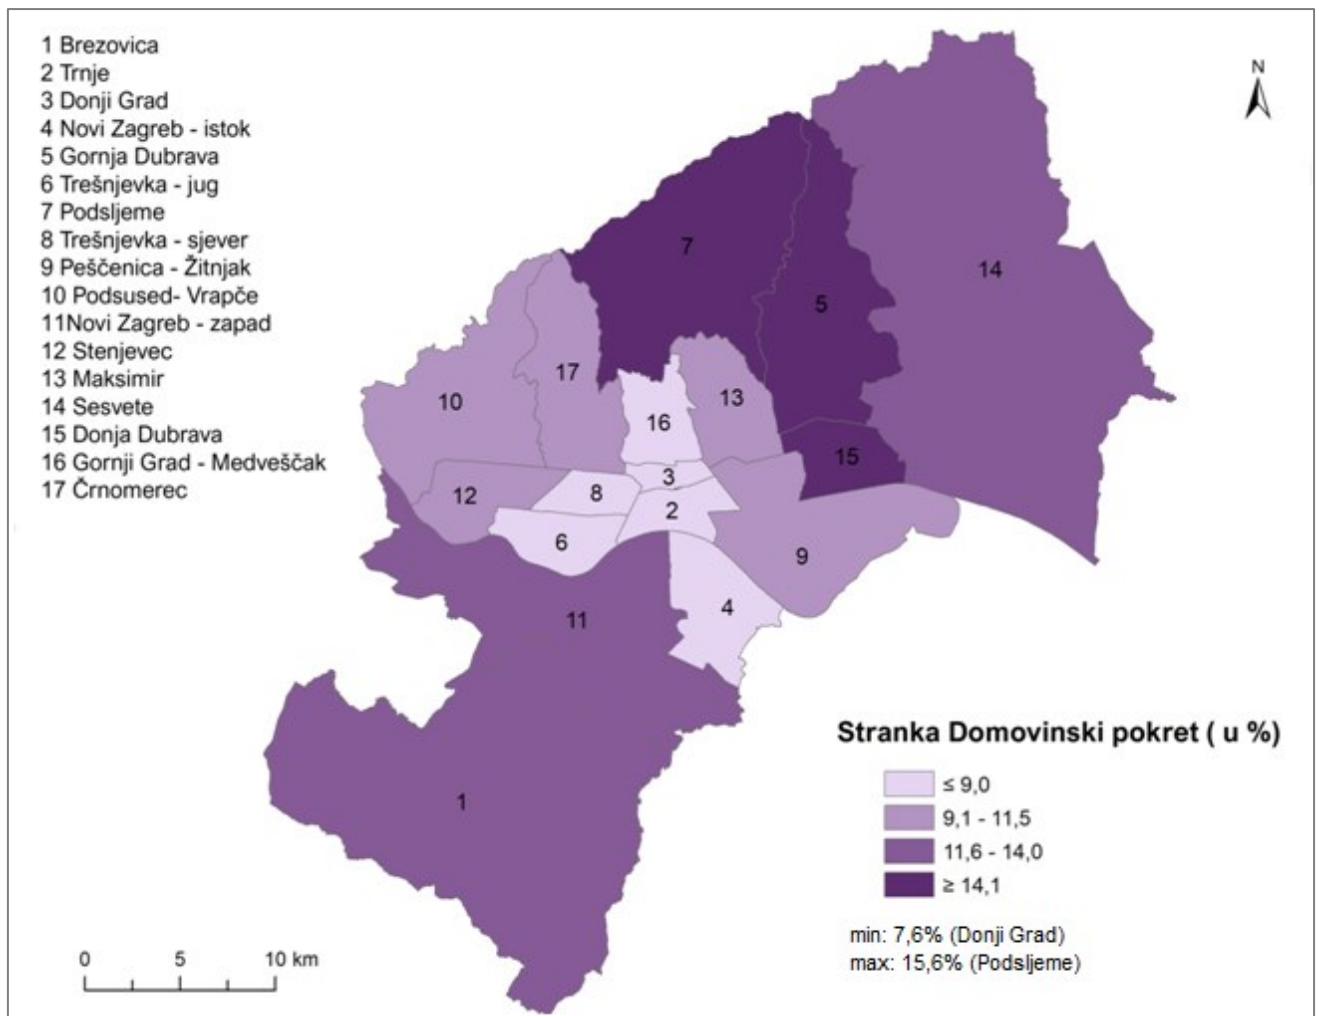 1 Brezovica
2 Trnje
3 Donji Grad
4 Novi Zagreb - istok
5 Gornja Dubrava
6 Trešnjevka - jug
7 Podsljeme
8 Trešnjevka - sjever
9 Peščenica - Žitnjak
10 Podsused- Vrapče
11Novi Zagreb - zapad
12 Stenjevec
13 Maksimir
14 Sesvete
15 Donja Dubrava
16 Gornji Grad - Medveščak
17 Črnomerec
N
7
14
5
17
13
10
16
15
3
12
8
2
6
9
4
11
1
Stranka Domovinski pokret ( u %)
≤ 9,0
9,1 - 11,5
11,6 - 14,0
≥ 14,1
min: 7,6% (Donji Grad)
max: 15,6% (Podsljeme)
0 5 10 km